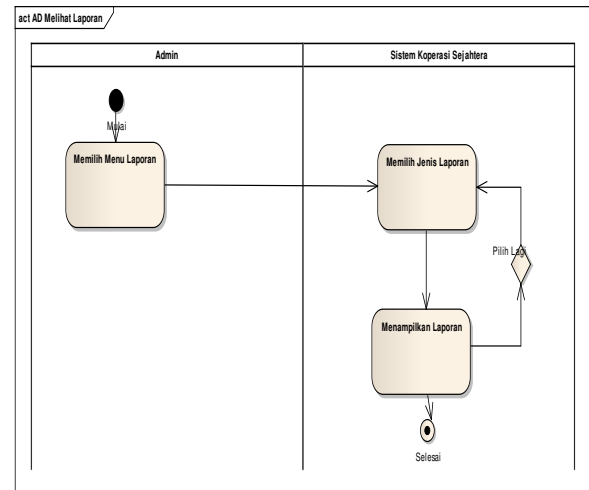 act AD Melihat Laporan
Admin
Sistem Koperasi Sejahtera
Mulai
Memilih Menu Laporan
Memilih Jenis Laporan
Pilih Lagi
Menampilkan Laporan
Selesai